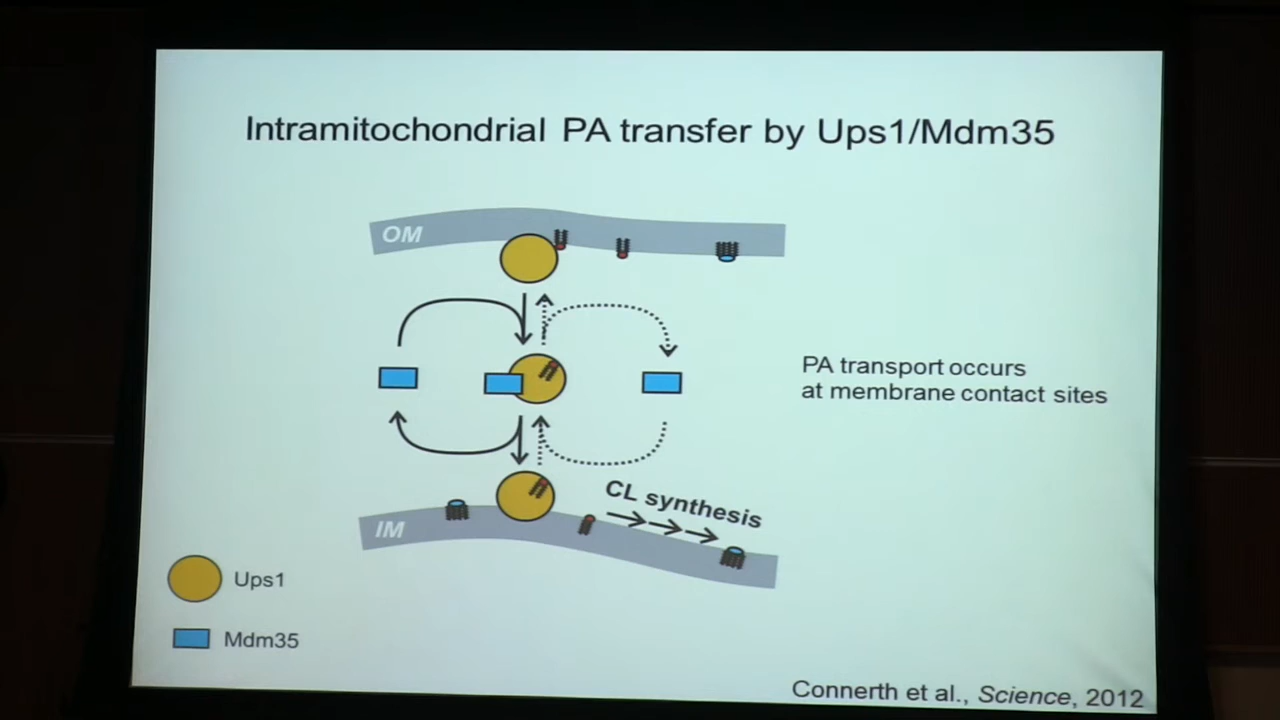 Intramitochondrial PA transfer by Ups1/Mdm35
OM
PA transport occurs
at membrane contact sites
CL synthesis
IM
Ups1
Mdm35
Connerth et al., Science, 2012